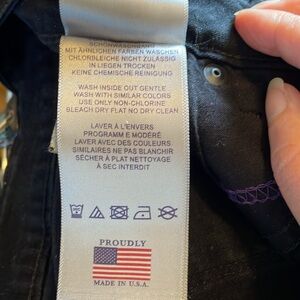 SCHONWASCHGANG
MIT ÄHNLICHEN FARBEN WASCHEN
CHLORBLEICHE NICHT ZULÄSSIG
IN LIEGEN TROCKEN
KEINE CHEMISCHE REINIGUNG
WASH INSIDE OUT GENTLE
WASH WITH SIMILAR COLORS
USE ONLY NON-CHLORINE
BLEACH DRY FLAT NO DRY CLEAN
LAVER À L'ENVERS
PROGRAMME MODÉRÉ
LAVER AVEC DES COULEURS
SIMILAIRES NE PAS BLANCHIR
SÉCHER À PLAT NETTOYAGE
À SEC INTERDIT
PROUDLY
MADE IN U.S.A.